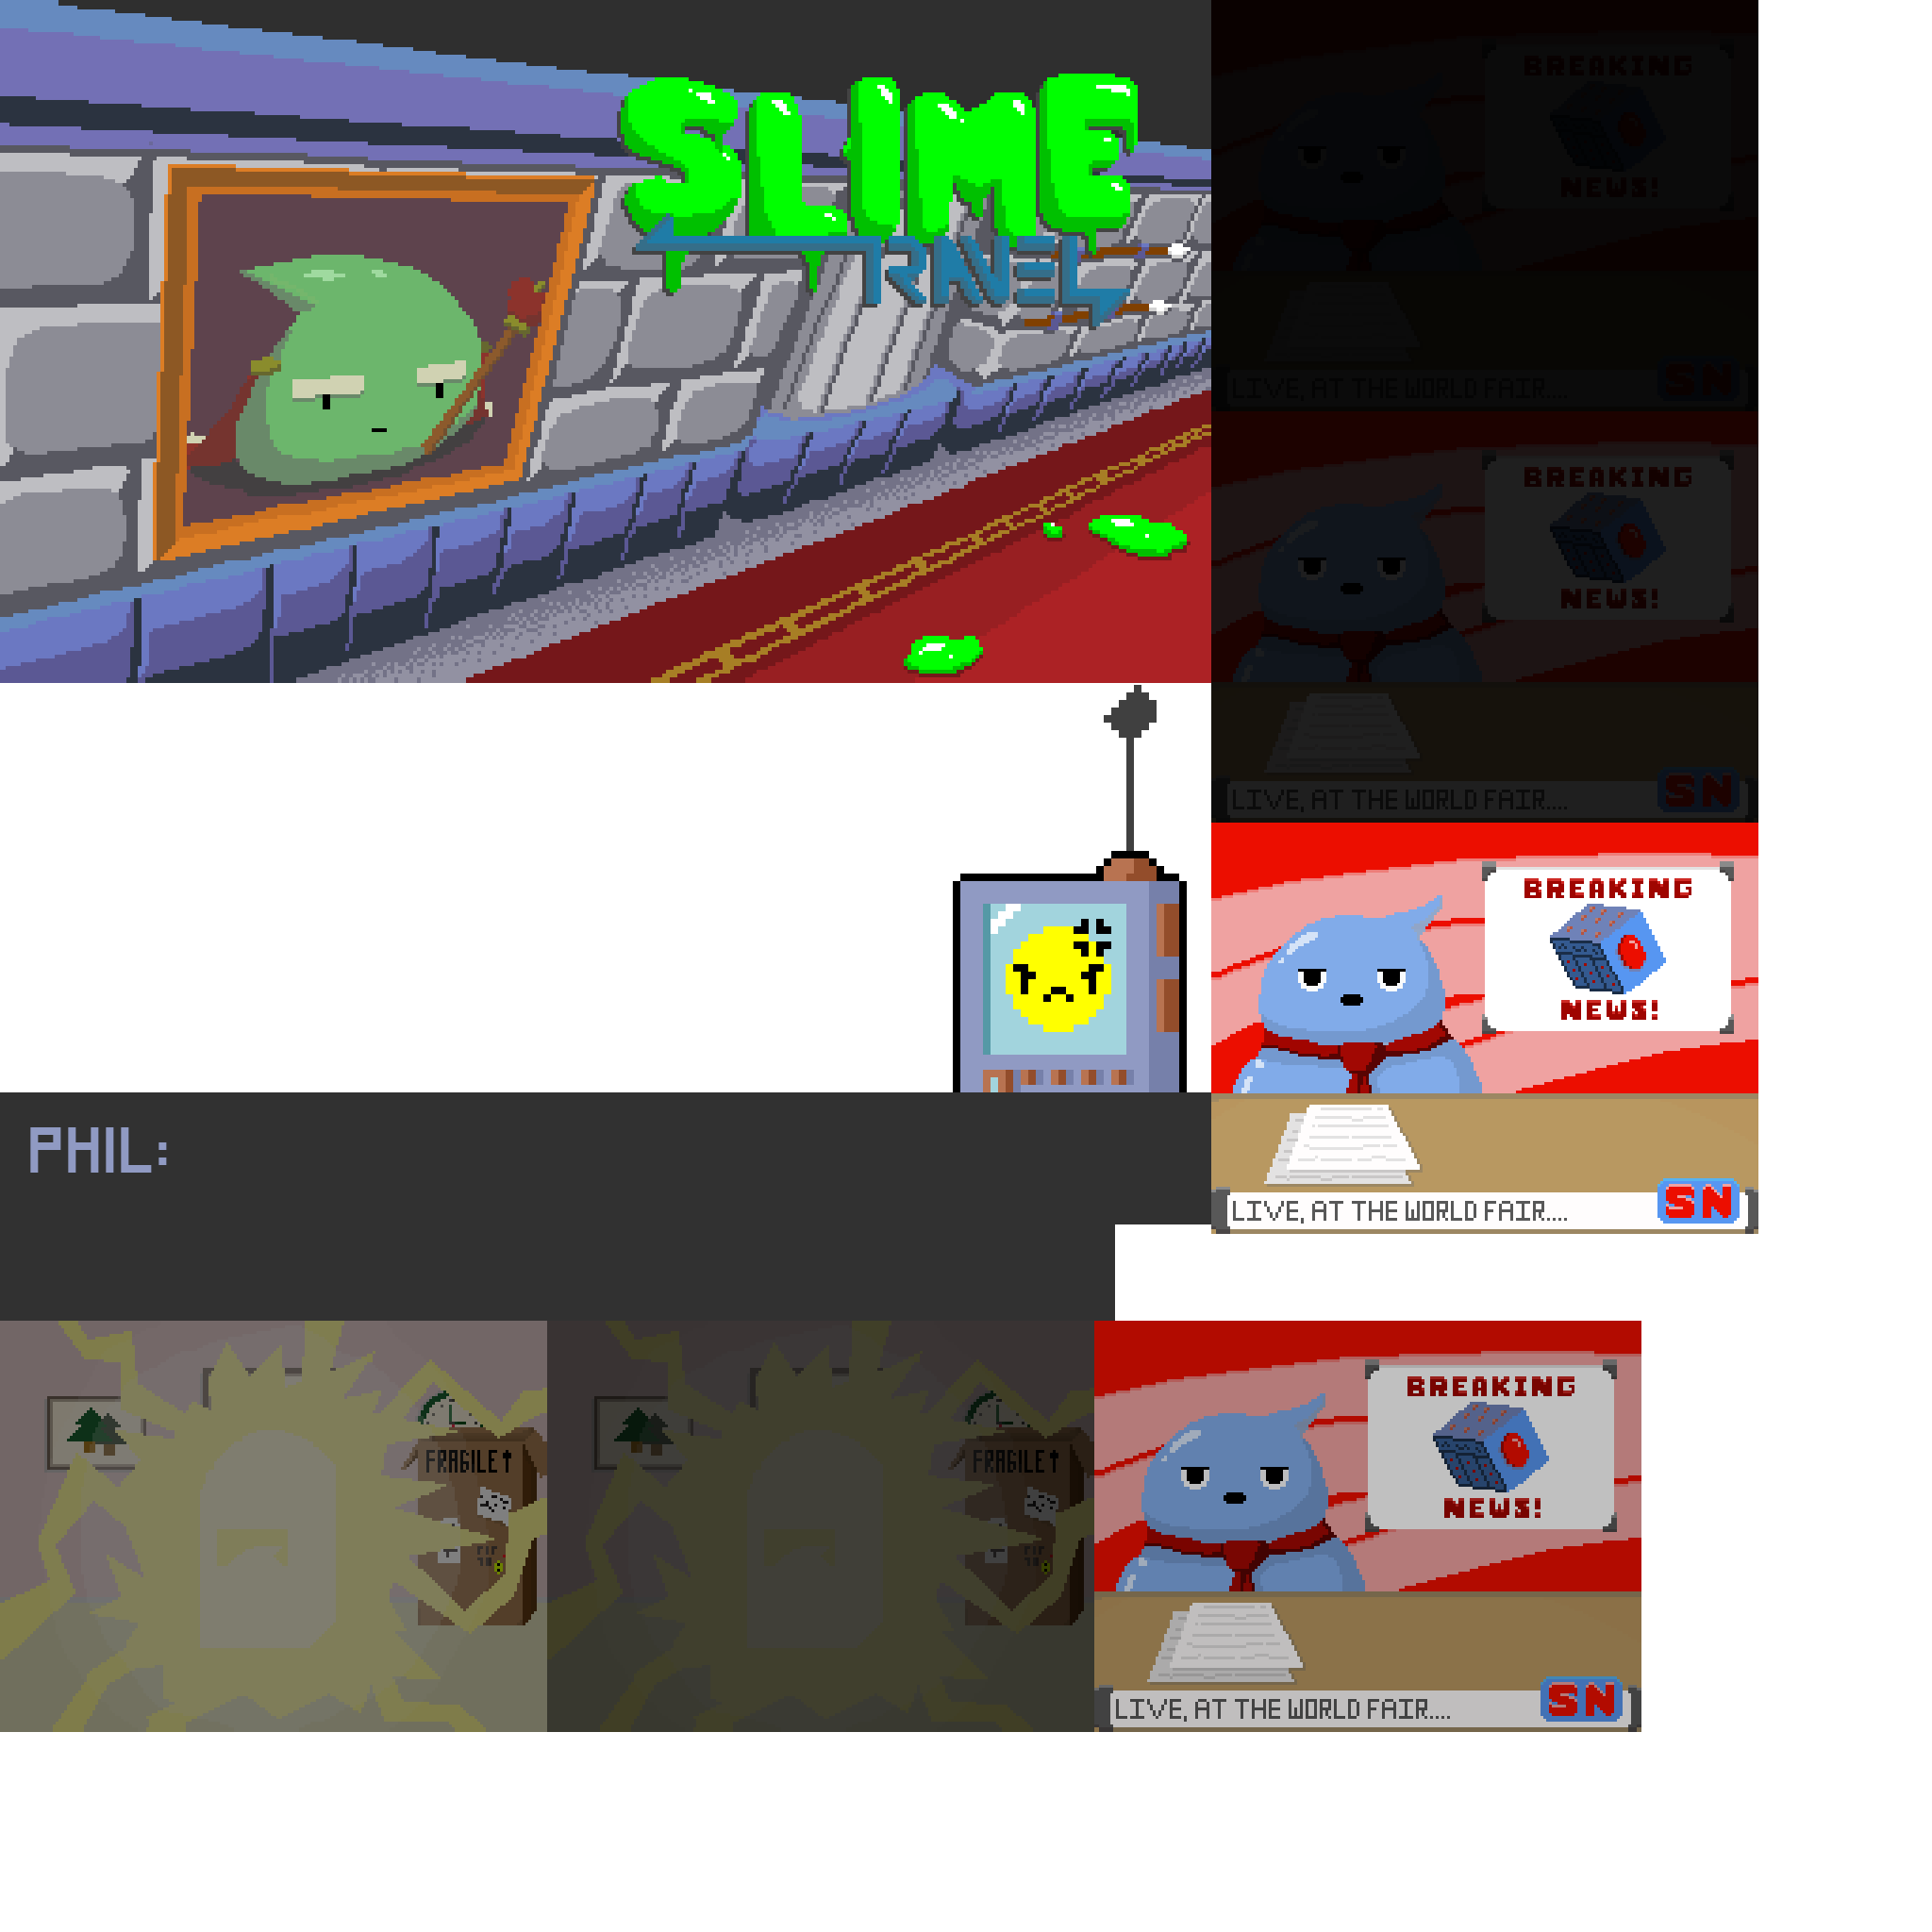 SLIME
TRAVEL
BREAKING
NEWS!
LIVE, AT THE WORLD FAIR....
SN
BREAKING
NEWS!
LIVE, AT THE WORLD FAIR....
SN
BREAKING
NEWS!
LIVE, AT THE WORLD FAIR....
SN
PHIL:
FRAGILE
FRAGILE
BREAKING
NEWS!
LIVE, AT THE WORLD FAIR....
SN